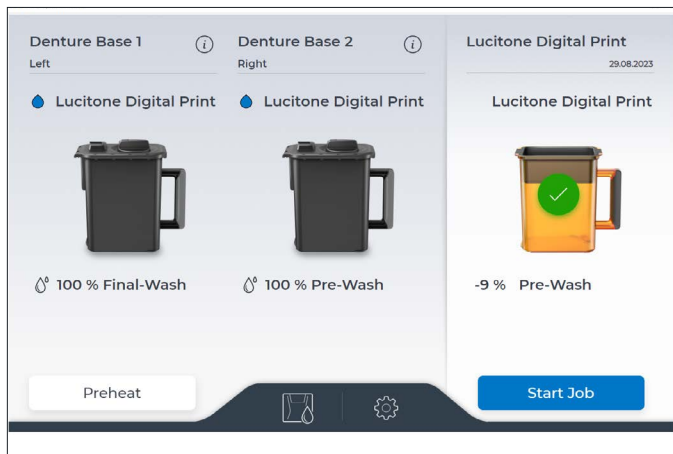 Denture Base 1
Left
Lucitone Digital Print
100 % Final-Wash
Preheat
Denture Base 2
Right
Lucitone Digital Print
100 % Pre-Wash
Lucitone Digital Print
29.08.2023
Lucitone Digital Print
-9 % Pre-Wash
Start Job